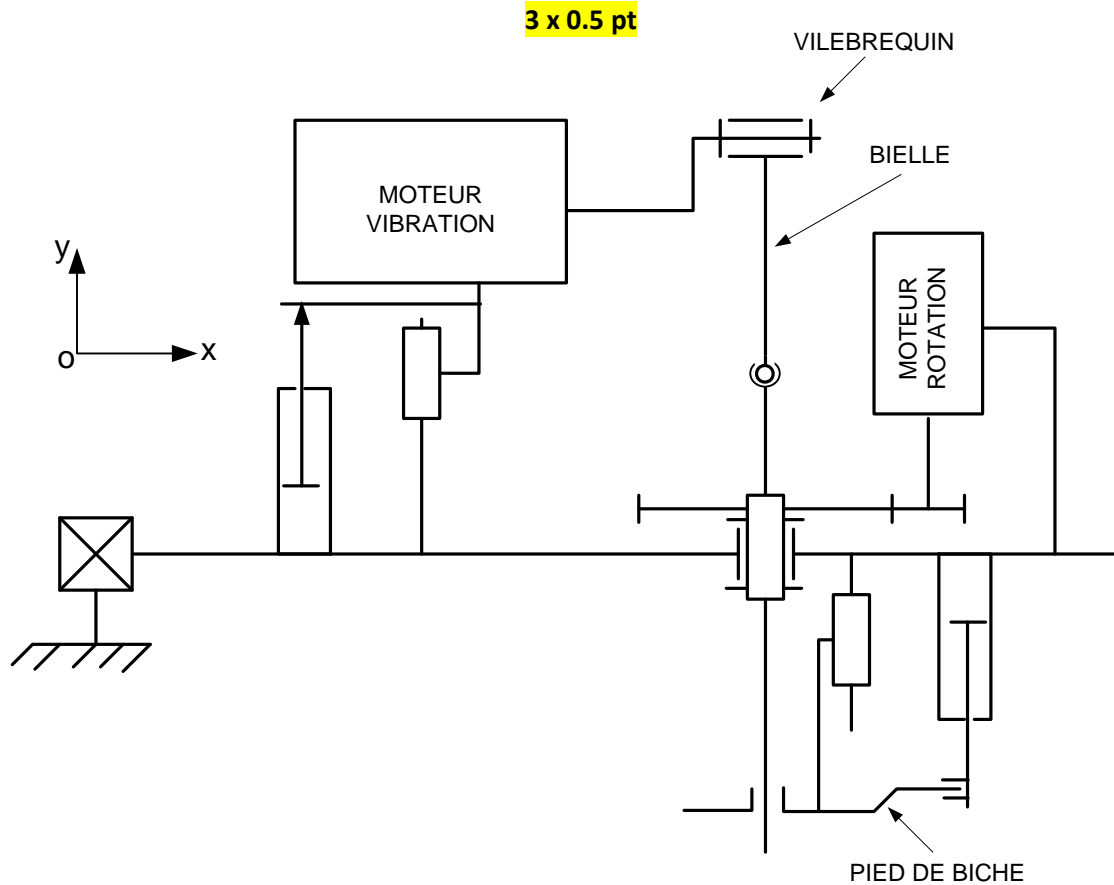 3 x 0.5 pt
VILEBREQUIN
BIELLE
MOTEUR
VIBRATION
MOTEUR
ROTATION
y
o
x
PIED DE BICHE